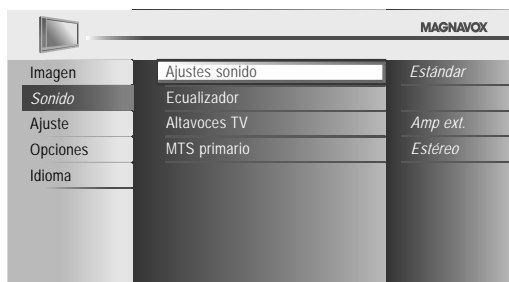 MAGNAVOX
Imagen Ajustes sonido Estándar
Sonido Ecualizador
Ajuste Altavoces TV Amp ext.
Opciones MTS primario Estéreo
Idioma